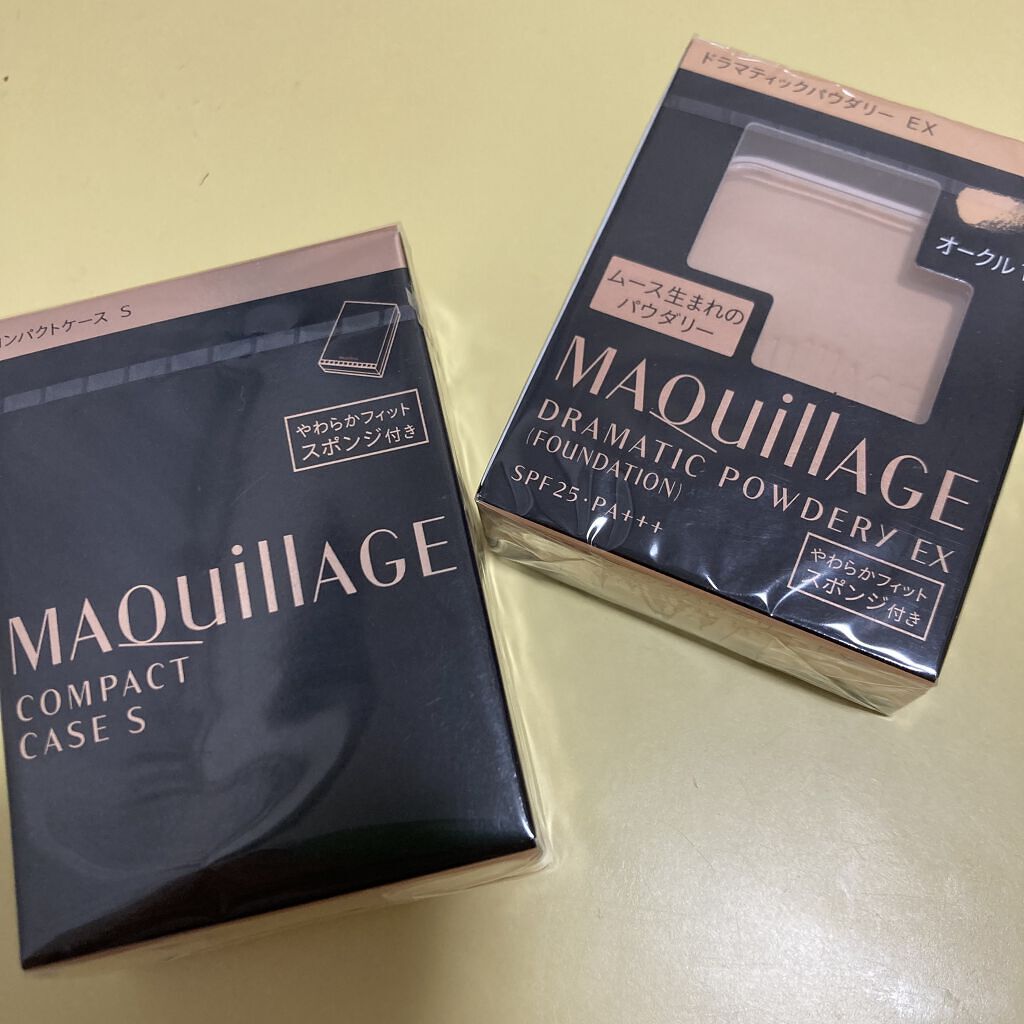 コンパクトケース S
やわらかフィット
スポンジ付き
MAQuillAGE
COMPACT
CASE S
ドラマティックパウダリー EX
オークル
ムース生まれの
パウダリー
MAQuillAGE
DRAMATIC POWDERY EX
(FOUNDATION)
SPF25・PA+++
やわらかフィット
スポンジ付き